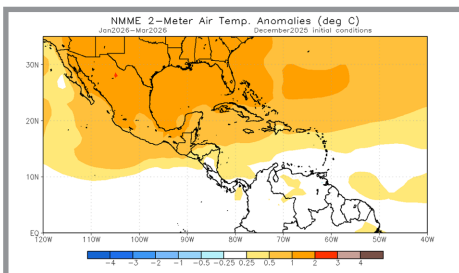 NMME 2-Meter Air Temp. Anomalies (deg C)
Jan2026-Mar2026 December2025 initial conditions
30N
20N
10N
EQ
120W 110W 100W 90W 80W 70W 60W 50W 40W
-4 -3 -2 -1 -0.5 -0.25 0.25 0.5 1 2 3 4